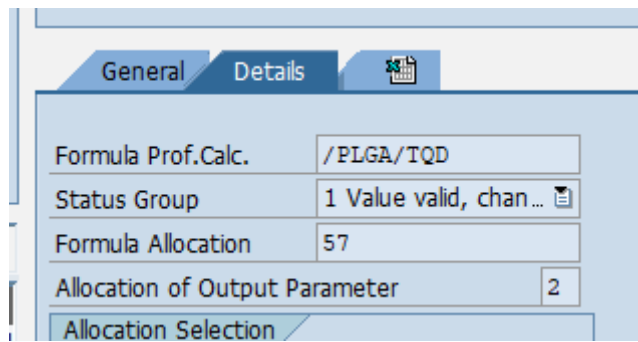 General Details
Formula Prof.Calc. /PLGA/TQD
Status Group 1 Value valid, chan…
Formula Allocation 57
Allocation of Output Parameter 2
Allocation Selection